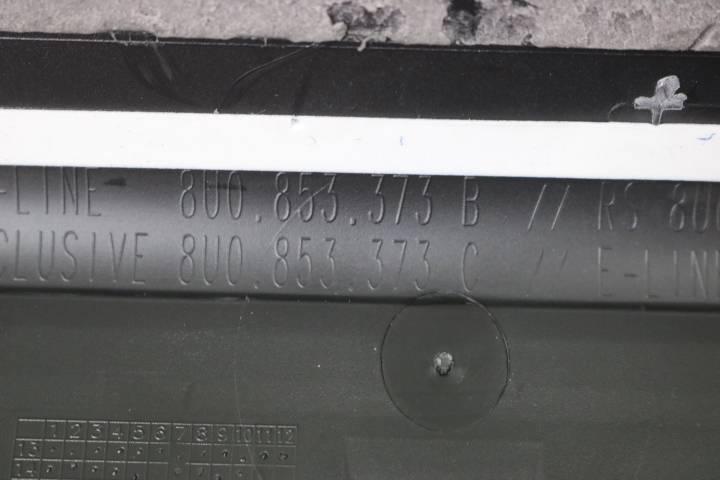 -LINE 8U0.853.373 B // RS 8U0
CLUSIVE 8U0.853.373 C // E-LIN
1 2 3 4 5 6 7 8 9 10 11 12
13
14